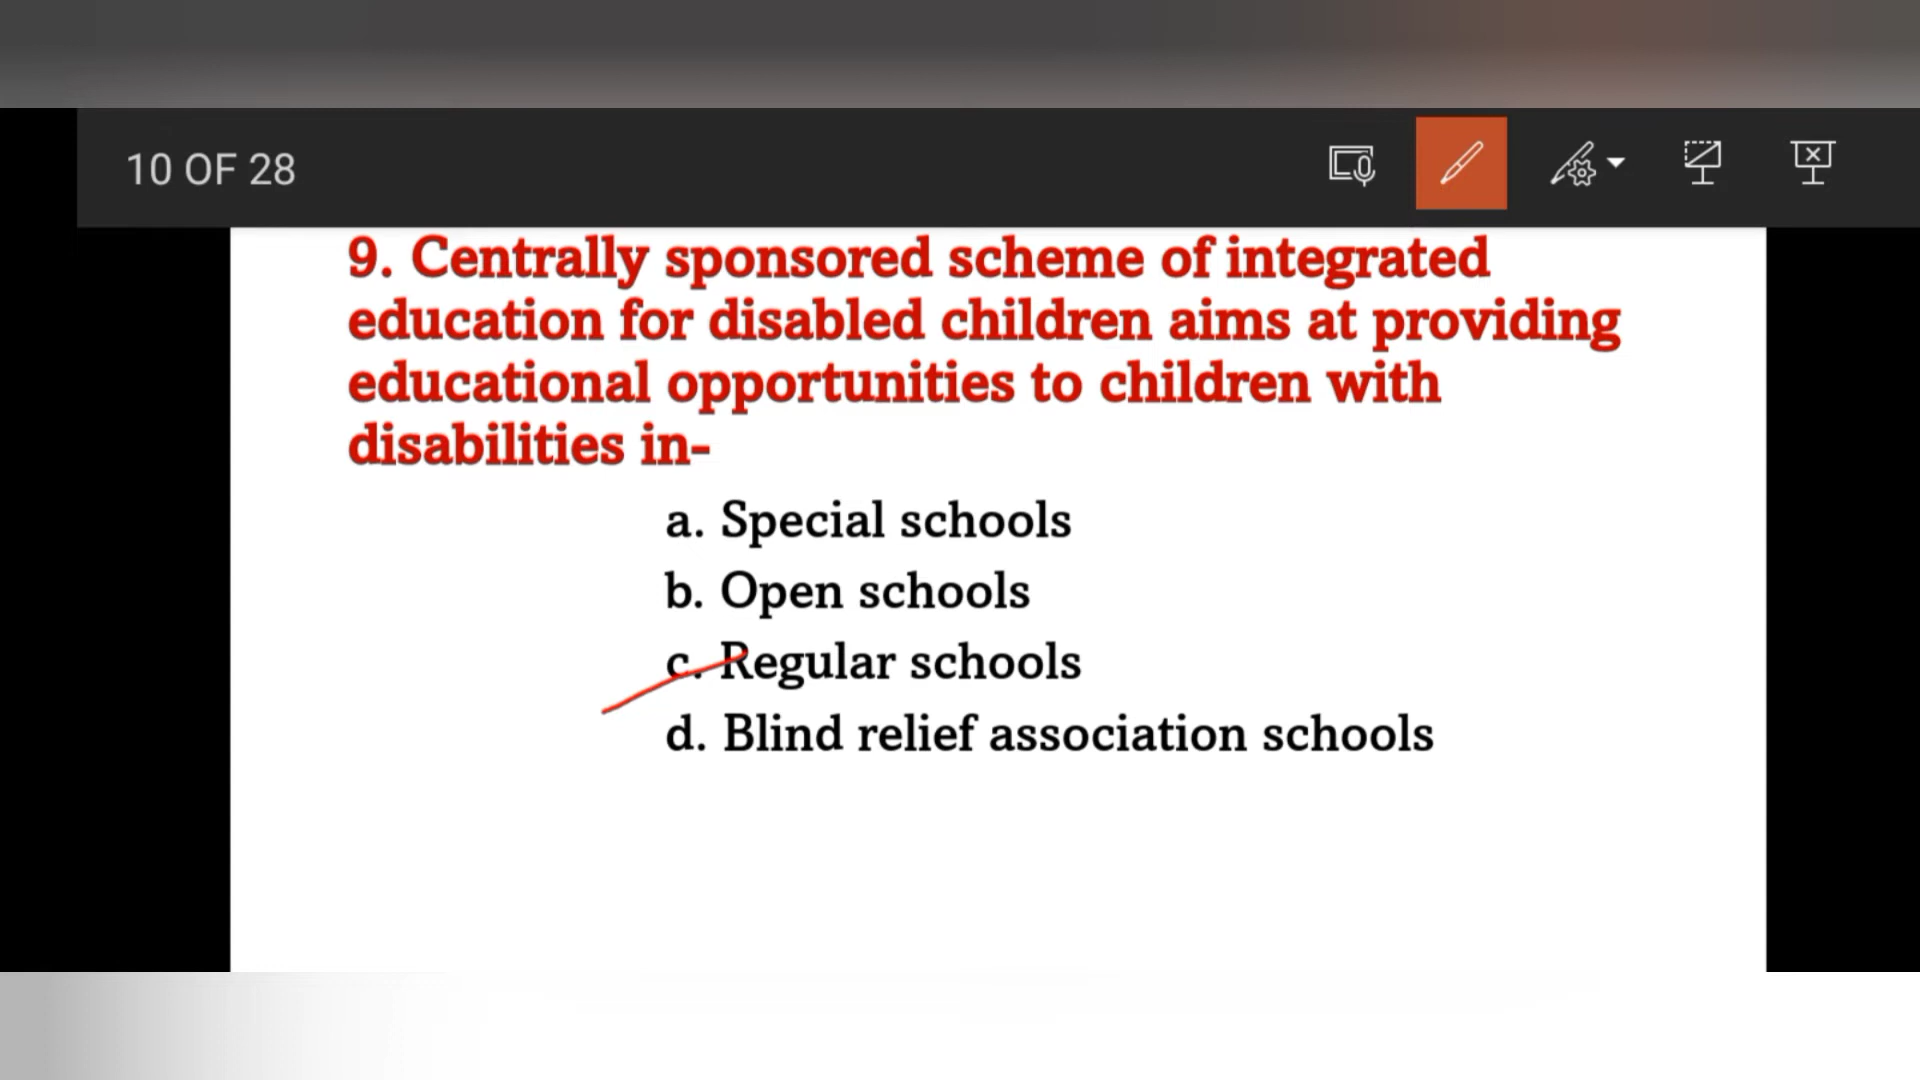 10 OF 28
9. Centrally sponsored scheme of integrated
education for disabled children aims at providing
educational opportunities to children with
disabilities in-
a. Special schools
b. Open schools
c. Regular schools
d. Blind relief association schools